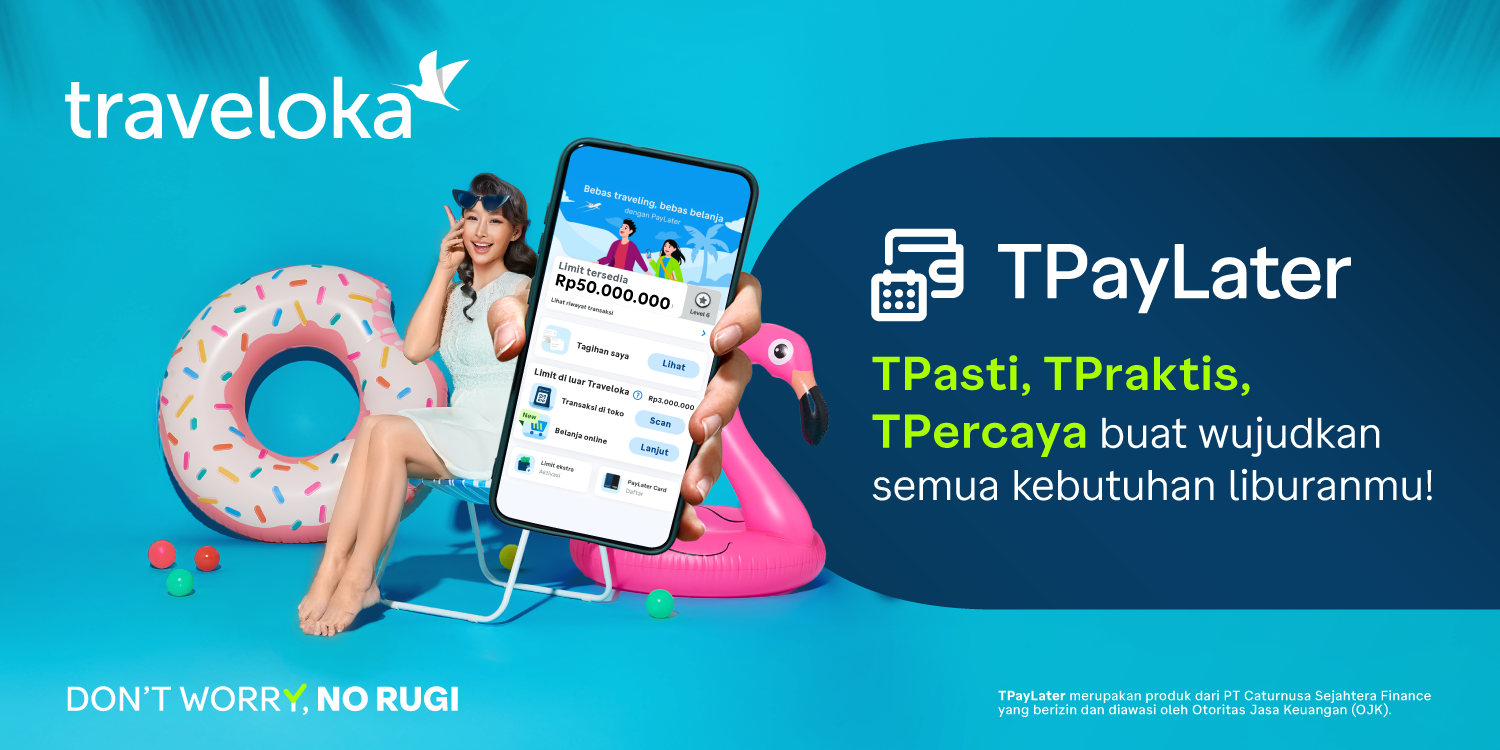 traveloka
Bebas traveling, bebas belanja
dengan PayLater
Limit tersedia
Rp50.000.000
Level 6
Lihat riwayat transaksi
Tagihan saya
Lihat
Limit di luar Traveloka
Rp3.000.000
Transaksi di toko
Scan
New
Belanja online
Lanjut
Limit ekstra
Aktivasi
PayLater Card
Daftar
TPayLater
TPasti, TPraktis,
TPercaya buat wujudkan
semua kebutuhan liburanmu!
DON'T WORRY, NO RUGI
TPayLater merupakan produk dari PT Caturnusa Sejahtera Finance
yang berizin dan diawasi oleh Otoritas Jasa Keuangan (OJK).